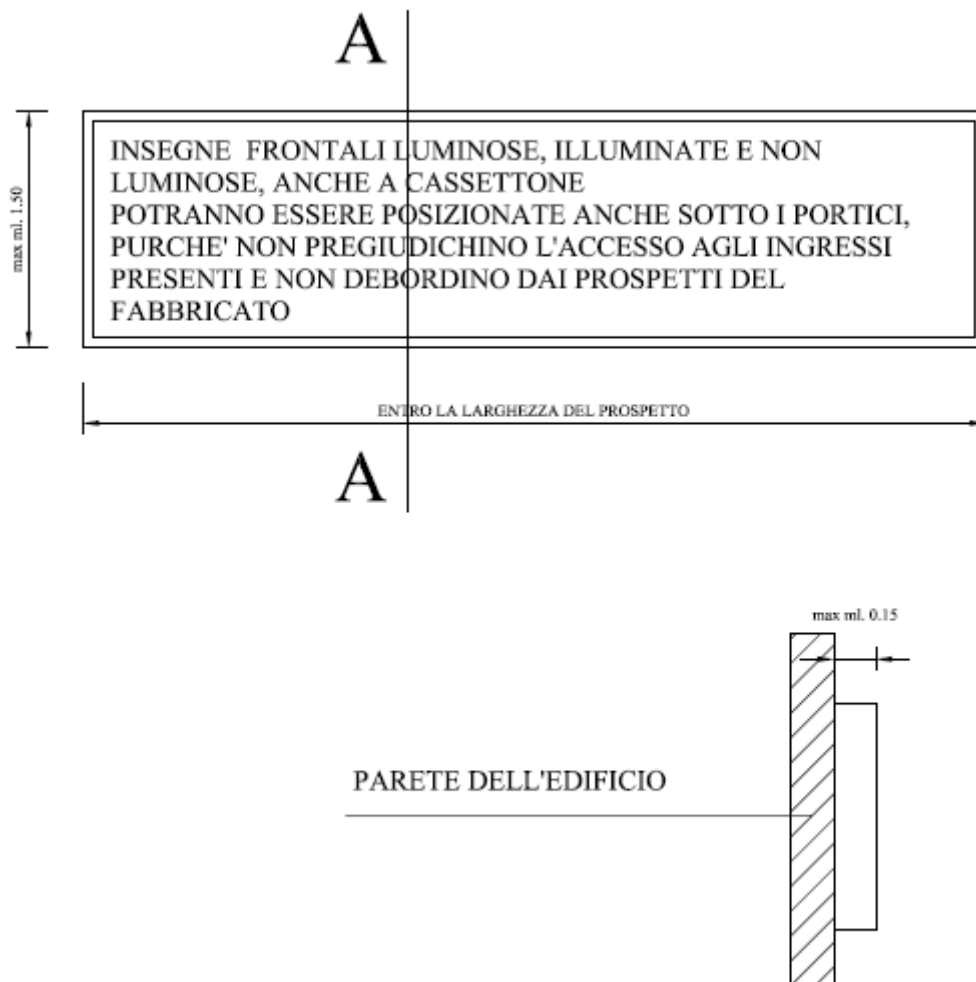 A
max ml. 1.50
INSEGNE FRONTALI LUMINOSE, ILLUMINATE E NON
LUMINOSE, ANCHE A CASSETTONE
POTRANNO ESSERE POSIZIONATE ANCHE SOTTO I PORTICI,
PURCHE' NON PREGIUDICHINO L'ACCESSO AGLI INGRESSI
PRESENTI E NON DEBORDINO DAI PROSPETTI DEL
FABBRICATO
ENTRO LA LARGHEZZA DEL PROSPETTO
A
max ml. 0.15
PARETE DELL'EDIFICIO